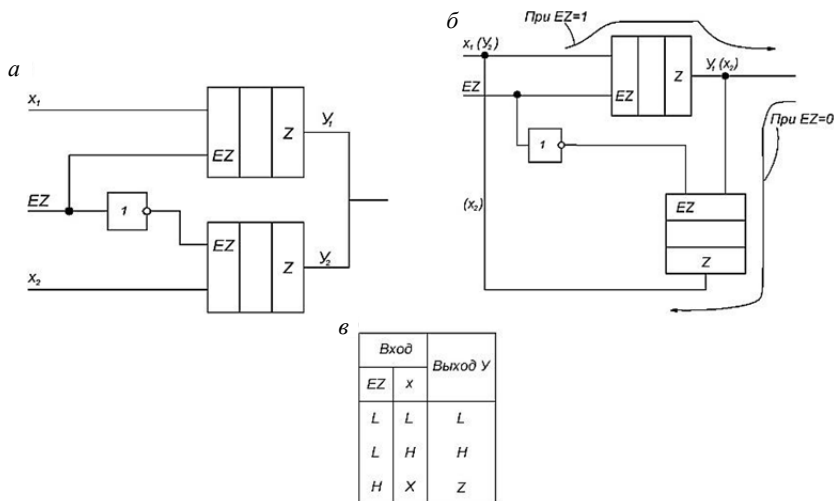 а
x₁
EZ
EZ
Z
У₁
1
EZ
Z
У₂
x₂
б
При EZ=1
x₁ (У₂)
EZ
EZ
Z
У₁ (x₂)
1
При EZ=0
(x₂)
EZ
Z
в
Вход
Выход У
EZ x
L L L
L H H
H X Z